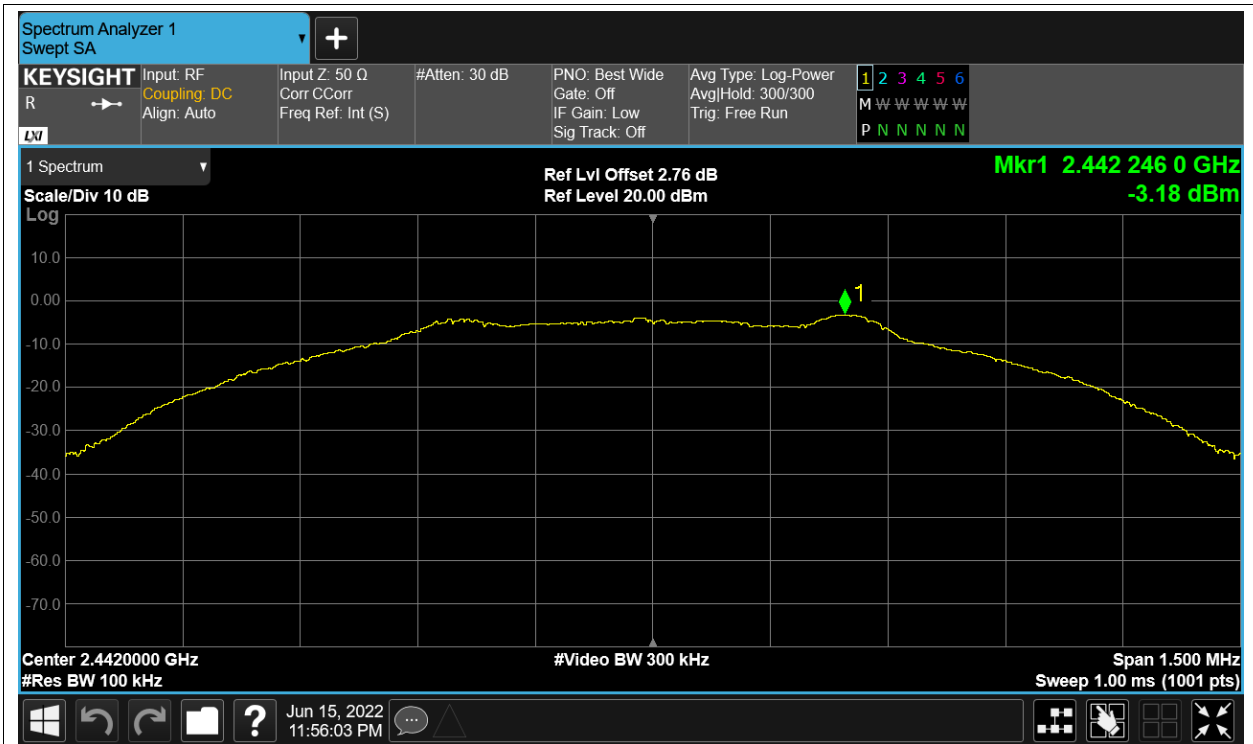 Spectrum Analyzer 1
Swept SA
KEYSIGHT
R
LXI
Input: RF
Coupling: DC
Align: Auto
Input Z: 50 Ω
Corr CCorr
Freq Ref: Int (S)
#Atten: 30 dB
PNO: Best Wide
Gate: Off
IF Gain: Low
Sig Track: Off
Avg Type: Log-Power
Avg|Hold: 300/300
Trig: Free Run
1 2 3 4 5 6
M W W W W W W
P N N N N N N
1 Spectrum
Scale/Div 10 dB
Log
Ref Lvl Offset 2.76 dB
Ref Level 20.00 dBm
Mkr1 2.442 246 0 GHz
-3.18 dBm
10.0
0.00
1
-10.0
-20.0
-30.0
-40.0
-50.0
-60.0
-70.0
Center 2.4420000 GHz
#Video BW 300 kHz
Span 1.500 MHz
#Res BW 100 kHz
Sweep 1.00 ms (1001 pts)
?
Jun 15, 2022
11:56:03 PM